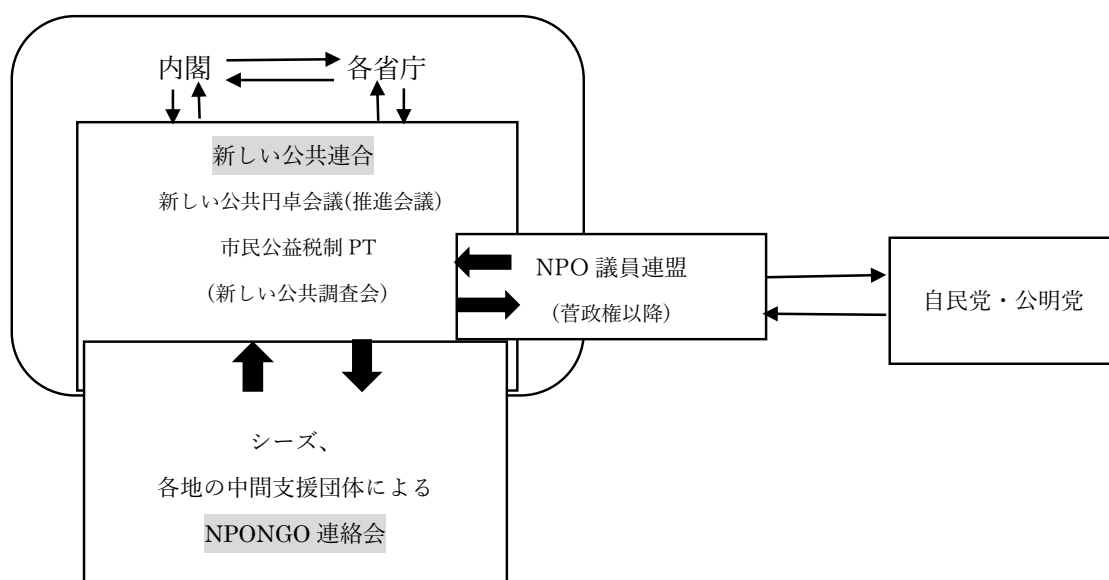 内閣 各省庁
新しい公共連合
新しい公共円卓会議(推進会議)
市民公益税制 PT
(新しい公共調査会)
NPO 議員連盟
(菅政権以降)
自民党・公明党
シーズ、
各地の中間支援団体による
NPONGO 連絡会